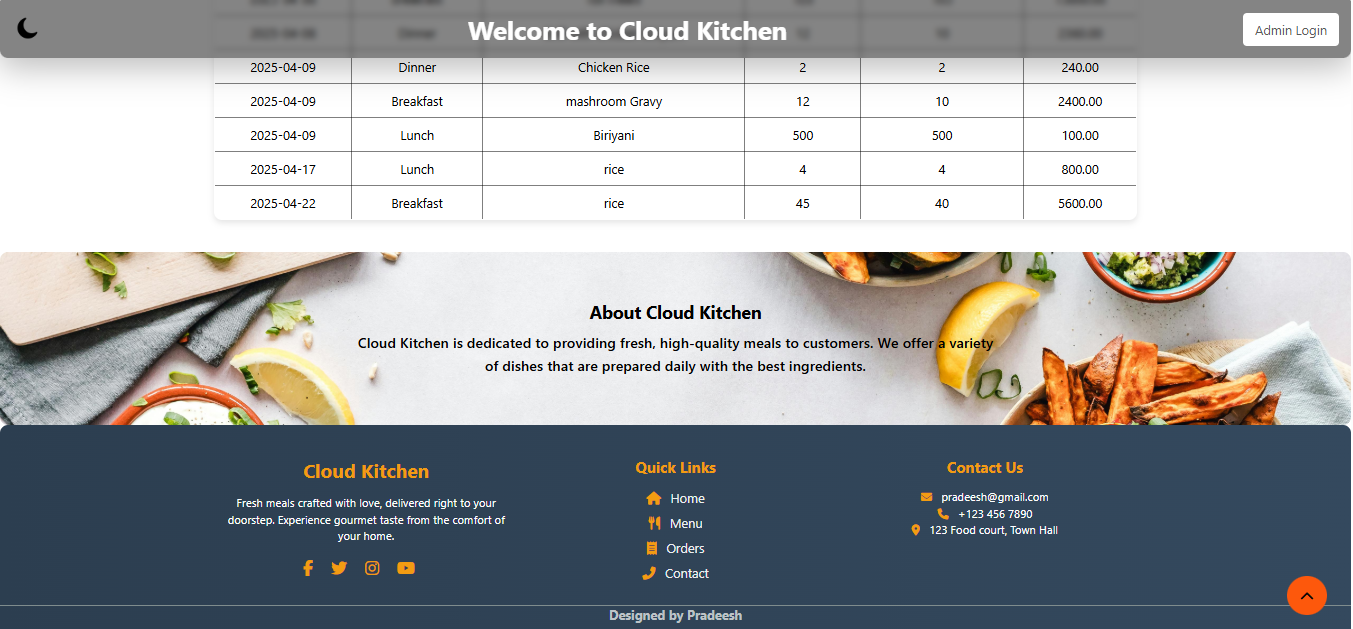 Welcome to Cloud Kitchen
Admin Login
2025-04-09 Dinner Chicken Rice 2 2 240.00
2025-04-09 Breakfast mashroom Gravy 12 10 2400.00
2025-04-09 Lunch Biriyani 500 500 100.00
2025-04-17 Lunch rice 4 4 800.00
2025-04-22 Breakfast rice 45 40 5600.00
About Cloud Kitchen
Cloud Kitchen is dedicated to providing fresh, high-quality meals to customers. We offer a variety
of dishes that are prepared daily with the best ingredients.
Cloud Kitchen
Fresh meals crafted with love, delivered right to your
doorstep. Experience gourmet taste from the comfort of
your home.
Quick Links
Home
Menu
Orders
Contact
Contact Us
pradeesh@gmail.com
+123 456 7890
123 Food court, Town Hall
Designed by Pradeesh